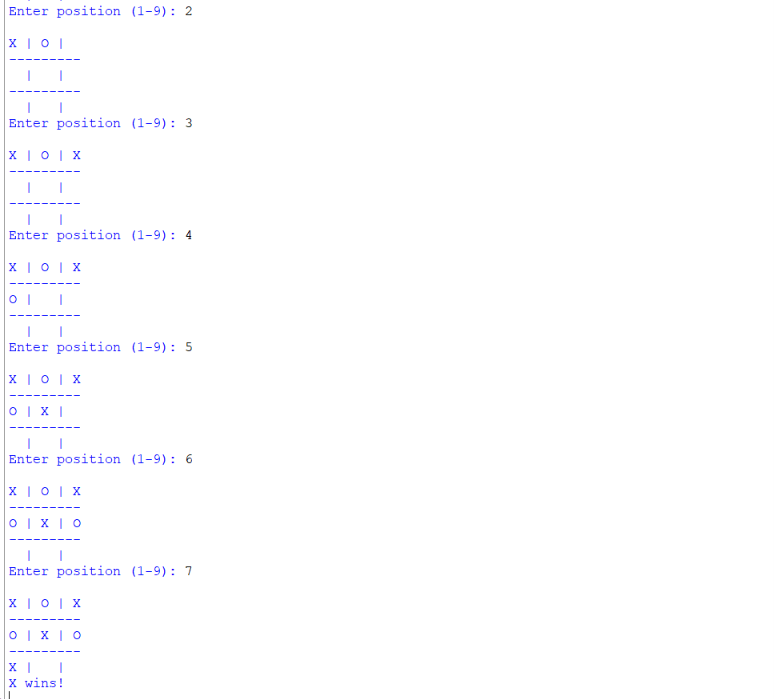 Enter position (1-9): 2
X | O |
---------
  |   |
---------
  |   |
Enter position (1-9): 3
X | O | X
---------
  |   |
---------
  |   |
Enter position (1-9): 4
X | O | X
---------
O |   |
---------
  |   |
Enter position (1-9): 5
X | O | X
---------
O | X |
---------
  |   |
Enter position (1-9): 6
X | O | X
---------
O | X | O
---------
  |   |
Enter position (1-9): 7
X | O | X
---------
O | X | O
---------
X |   |
X wins!